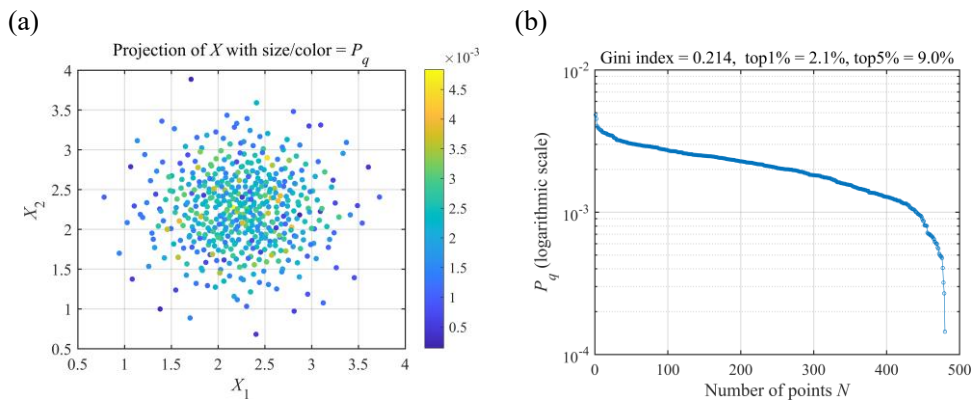 (a)
Projection of X with size/color = P_q
×10^-3
4
3.5
3
2.5
2
1.5
1
0.5
X_2
0.5 1 1.5 2 2.5 3 3.5 4
X_1
4.5
4
3.5
3
2.5
2
1.5
1
0.5
(b)
Gini index = 0.214, top1% = 2.1%, top5% = 9.0%
10^-2
10^-3
10^-4
P_q (logarithmic scale)
0 100 200 300 400 500
Number of points N